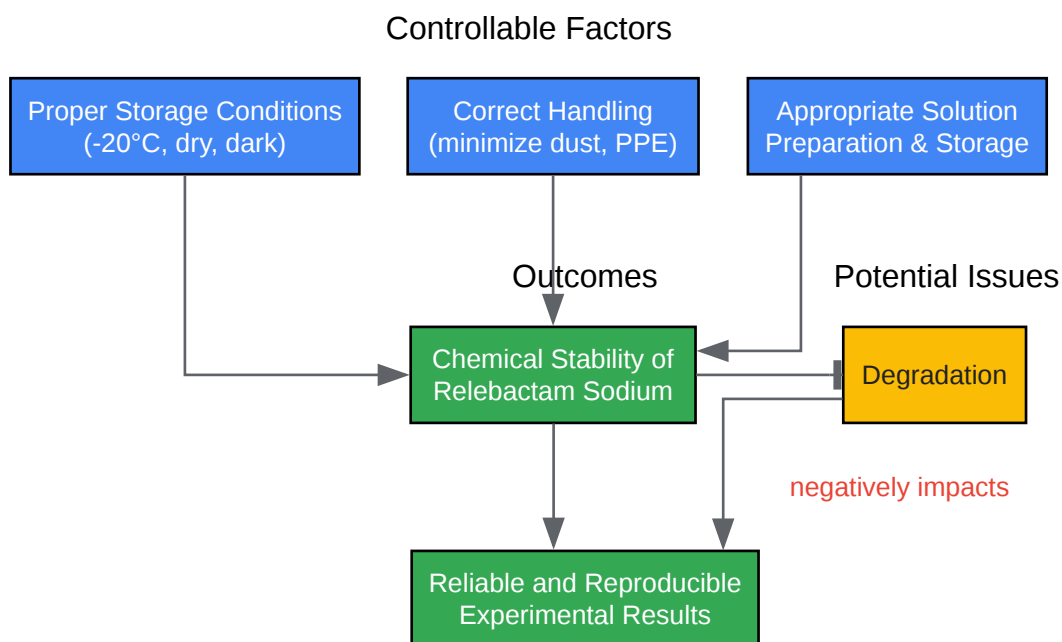 Controllable Factors
Proper Storage Conditions
(-20°C, dry, dark)
Correct Handling
(minimize dust, PPE)
Appropriate Solution
Preparation & Storage
Outcomes
Potential Issues
Chemical Stability of
Relebactam Sodium
Degradation
negatively impacts
Reliable and Reproducible
Experimental Results